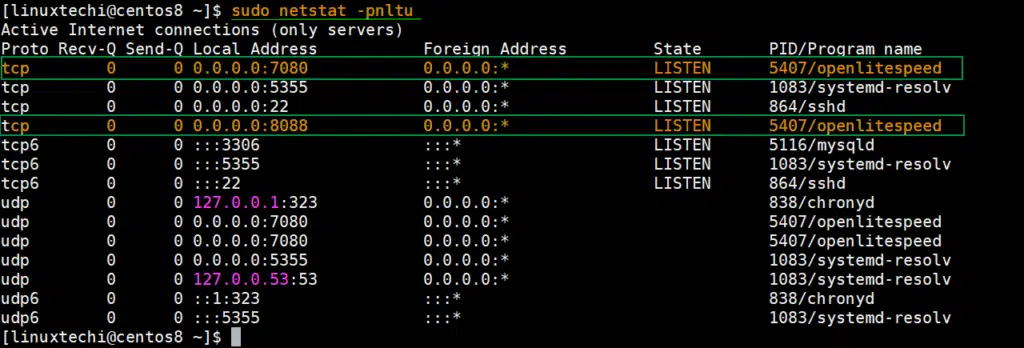 [linuxtechi@centos8 ~]$ sudo netstat -pnltu
Active Internet connections (only servers)
Proto Recv-Q Send-Q Local Address           Foreign Address         State       PID/Program name
tcp        0      0 0.0.0.0:7080            0.0.0.0:*               LISTEN      5407/openlitespeed
tcp        0      0 0.0.0.0:5355            0.0.0.0:*               LISTEN      1083/systemd-resolv
tcp        0      0 0.0.0.0:22              0.0.0.0:*               LISTEN      864/sshd
tcp        0      0 0.0.0.0:8088            0.0.0.0:*               LISTEN      5407/openlitespeed
tcp6       0      0 :::3306                 :::*                    LISTEN      5116/mysqld
tcp6       0      0 :::5355                 :::*                    LISTEN      1083/systemd-resolv
tcp6       0      0 :::22                   :::*                    LISTEN      864/sshd
udp        0      0 127.0.0.1:323           0.0.0.0:*                           838/chronyd
udp        0      0 0.0.0.0:7080            0.0.0.0:*                           5407/openlitespeed
udp        0      0 0.0.0.0:7080            0.0.0.0:*                           5407/openlitespeed
udp        0      0 0.0.0.0:5355            0.0.0.0:*                           1083/systemd-resolv
udp        0      0 127.0.0.53:53           0.0.0.0:*                           1083/systemd-resolv
udp6       0      0 ::1:323                 :::*                                838/chronyd
udp6       0      0 :::5355                 :::*                                1083/systemd-resolv
[linuxtechi@centos8 ~]$